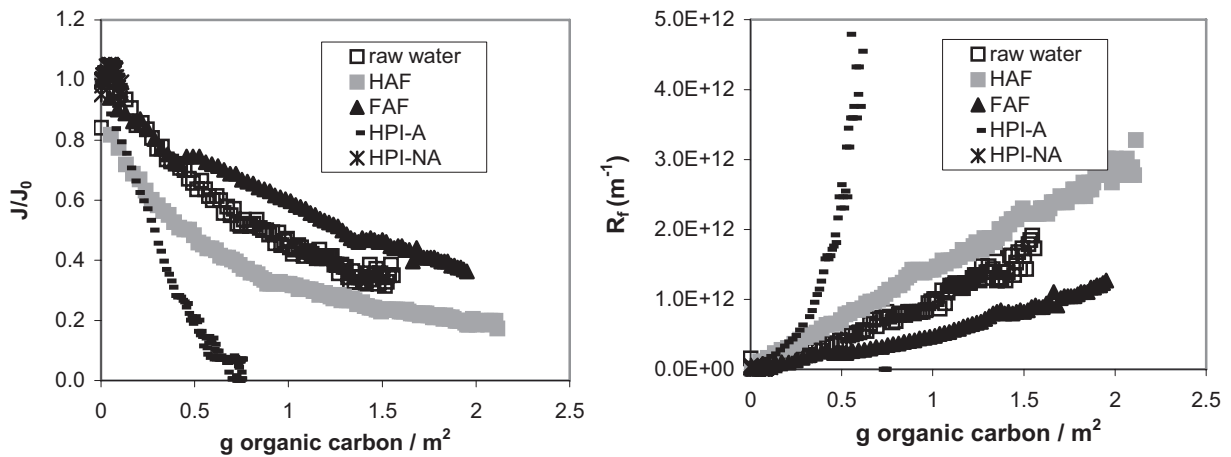 1.2
1.0
0.8
0.6
0.4
0.2
0.0
J/J₀
raw water
HAF
FAF
HPI-A
HPI-NA
0 0.5 1 1.5 2 2.5
g organic carbon / m²
5.0E+12
4.0E+12
3.0E+12
2.0E+12
1.0E+12
0.0E+00
R_f (m⁻¹)
raw water
HAF
FAF
HPI-A
HPI-NA
0 0.5 1 1.5 2 2.5
g organic carbon / m²